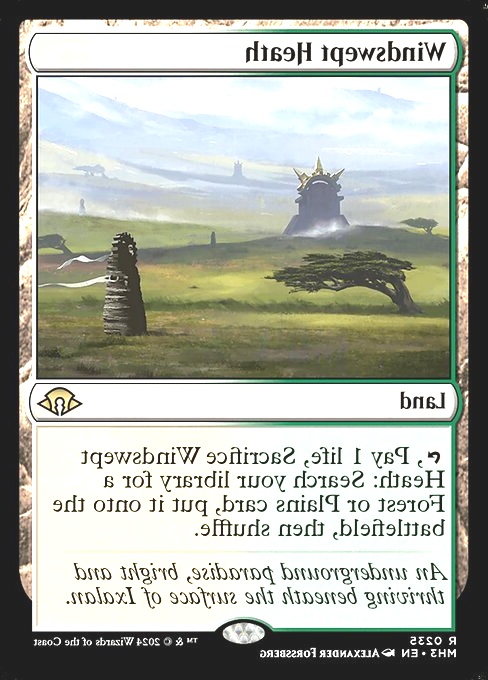 Windswept Heath
Land
, Pay 1 life, Sacrifice Windswept
Heath: Search your library for a
Forest or Plains card, put it onto the
battlefield, then shuffle.
An underground paradise, bright and
thriving beneath the surface of Ixalan.
R 0235
MH3 • EN ALEXANDER FORSSBERG
™ & © 2024 Wizards of the Coast